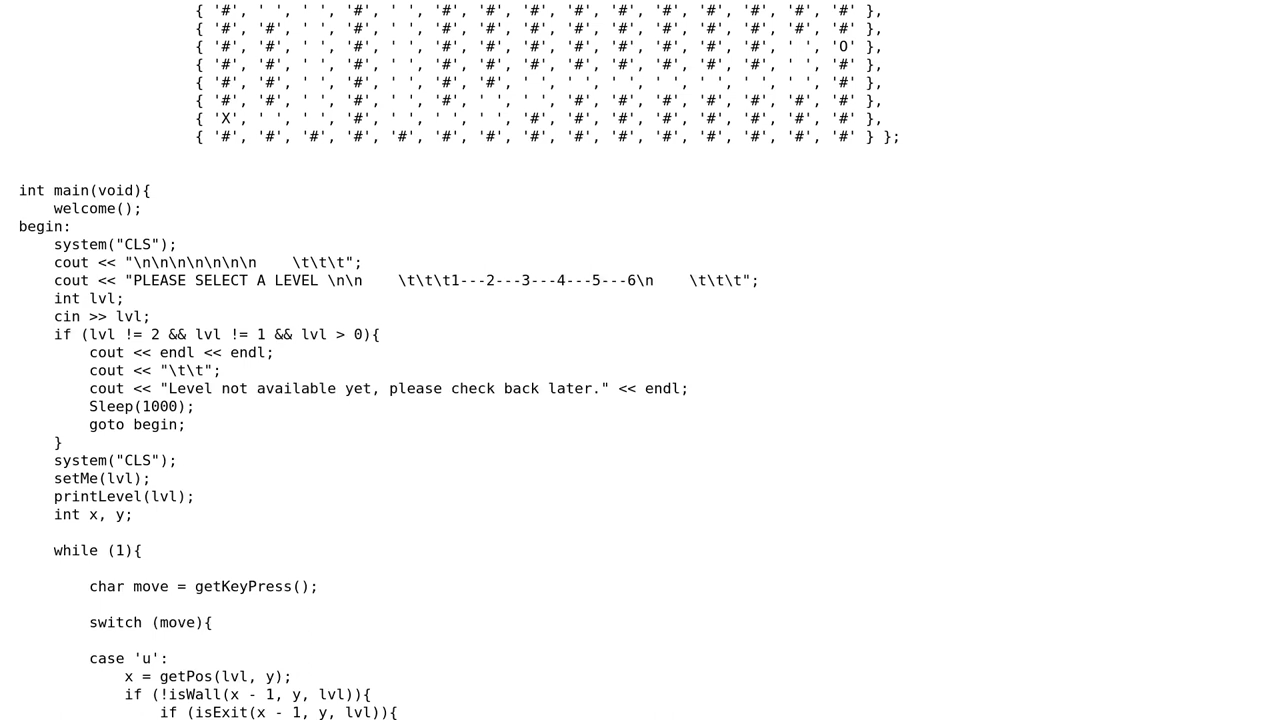 { '#', ' ', ' ', '#', ' ', '#', '#', '#', '#', '#', '#', '#', '#', '#', '#' },
{ '#', '#', ' ', '#', ' ', '#', '#', '#', '#', '#', '#', '#', '#', '#', '#' },
{ '#', '#', ' ', '#', ' ', '#', '#', '#', '#', '#', '#', '#', '#', ' ', 'O' },
{ '#', '#', ' ', '#', ' ', '#', '#', '#', '#', '#', '#', '#', '#', ' ', '#' },
{ '#', '#', ' ', '#', ' ', '#', '#', ' ', ' ', ' ', ' ', ' ', ' ', ' ', '#' },
{ '#', '#', ' ', '#', ' ', '#', ' ', ' ', '#', '#', '#', '#', '#', '#', '#' },
{ 'X', ' ', ' ', '#', ' ', ' ', ' ', '#', '#', '#', '#', '#', '#', '#', '#' },
{ '#', '#', '#', '#', '#', '#', '#', '#', '#', '#', '#', '#', '#', '#', '#' } };
int main(void){
welcome();
begin:
system("CLS");
cout << "\n\n\n\n\n\n\n    \t\t\t";
cout << "PLEASE SELECT A LEVEL \n\n    \t\t\t1---2---3---4---5---6\n    \t\t\t";
int lvl;
cin >> lvl;
if (lvl != 2 && lvl != 1 && lvl > 0){
cout << endl << endl;
cout << "\t\t";
cout << "Level not available yet, please check back later." << endl;
Sleep(1000);
goto begin;
}
system("CLS");
setMe(lvl);
printLevel(lvl);
int x, y;
while (1){
char move = getKeyPress();
switch (move){
case 'u':
x = getPos(lvl, y);
if (!isWall(x - 1, y, lvl)){
if (isExit(x - 1, y, lvl)){